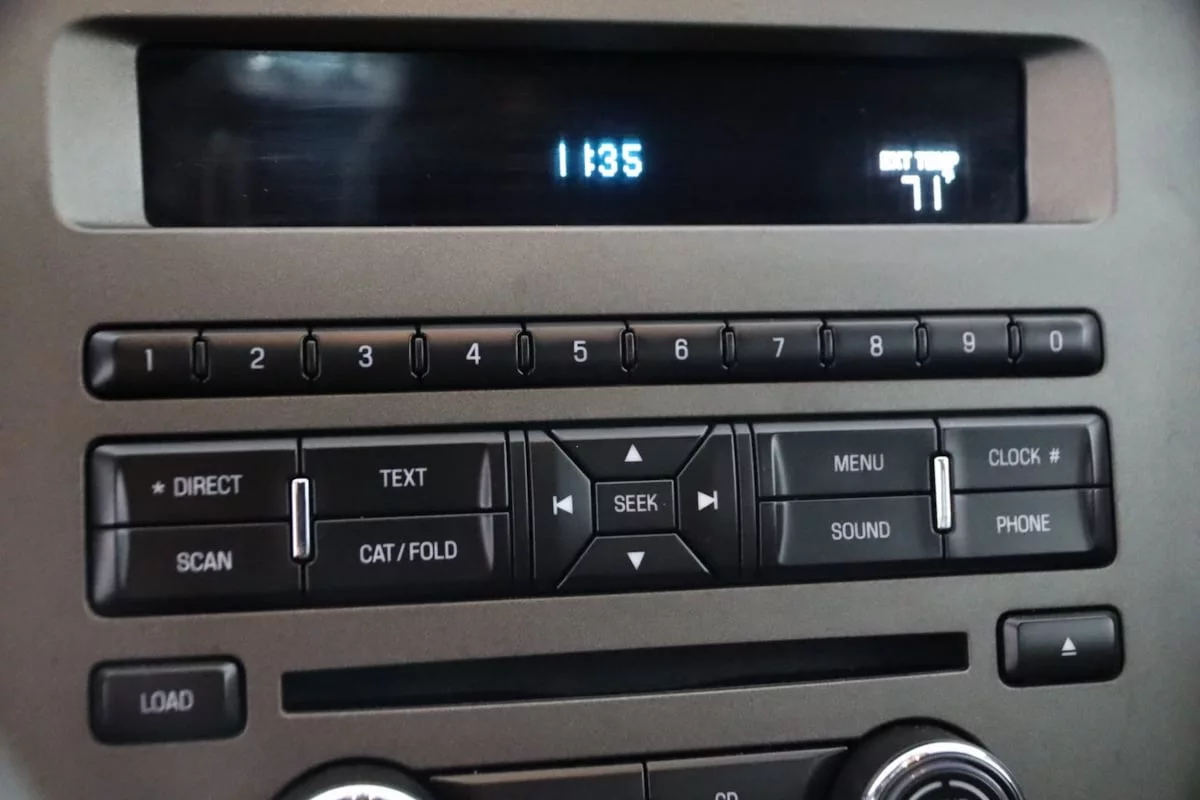 11:35
EXT TEMP
71
1 2 3 4 5 6 7 8 9 0
* DIRECT TEXT MENU CLOCK #
SEEK
SCAN CAT/FOLD SOUND PHONE
LOAD
CD